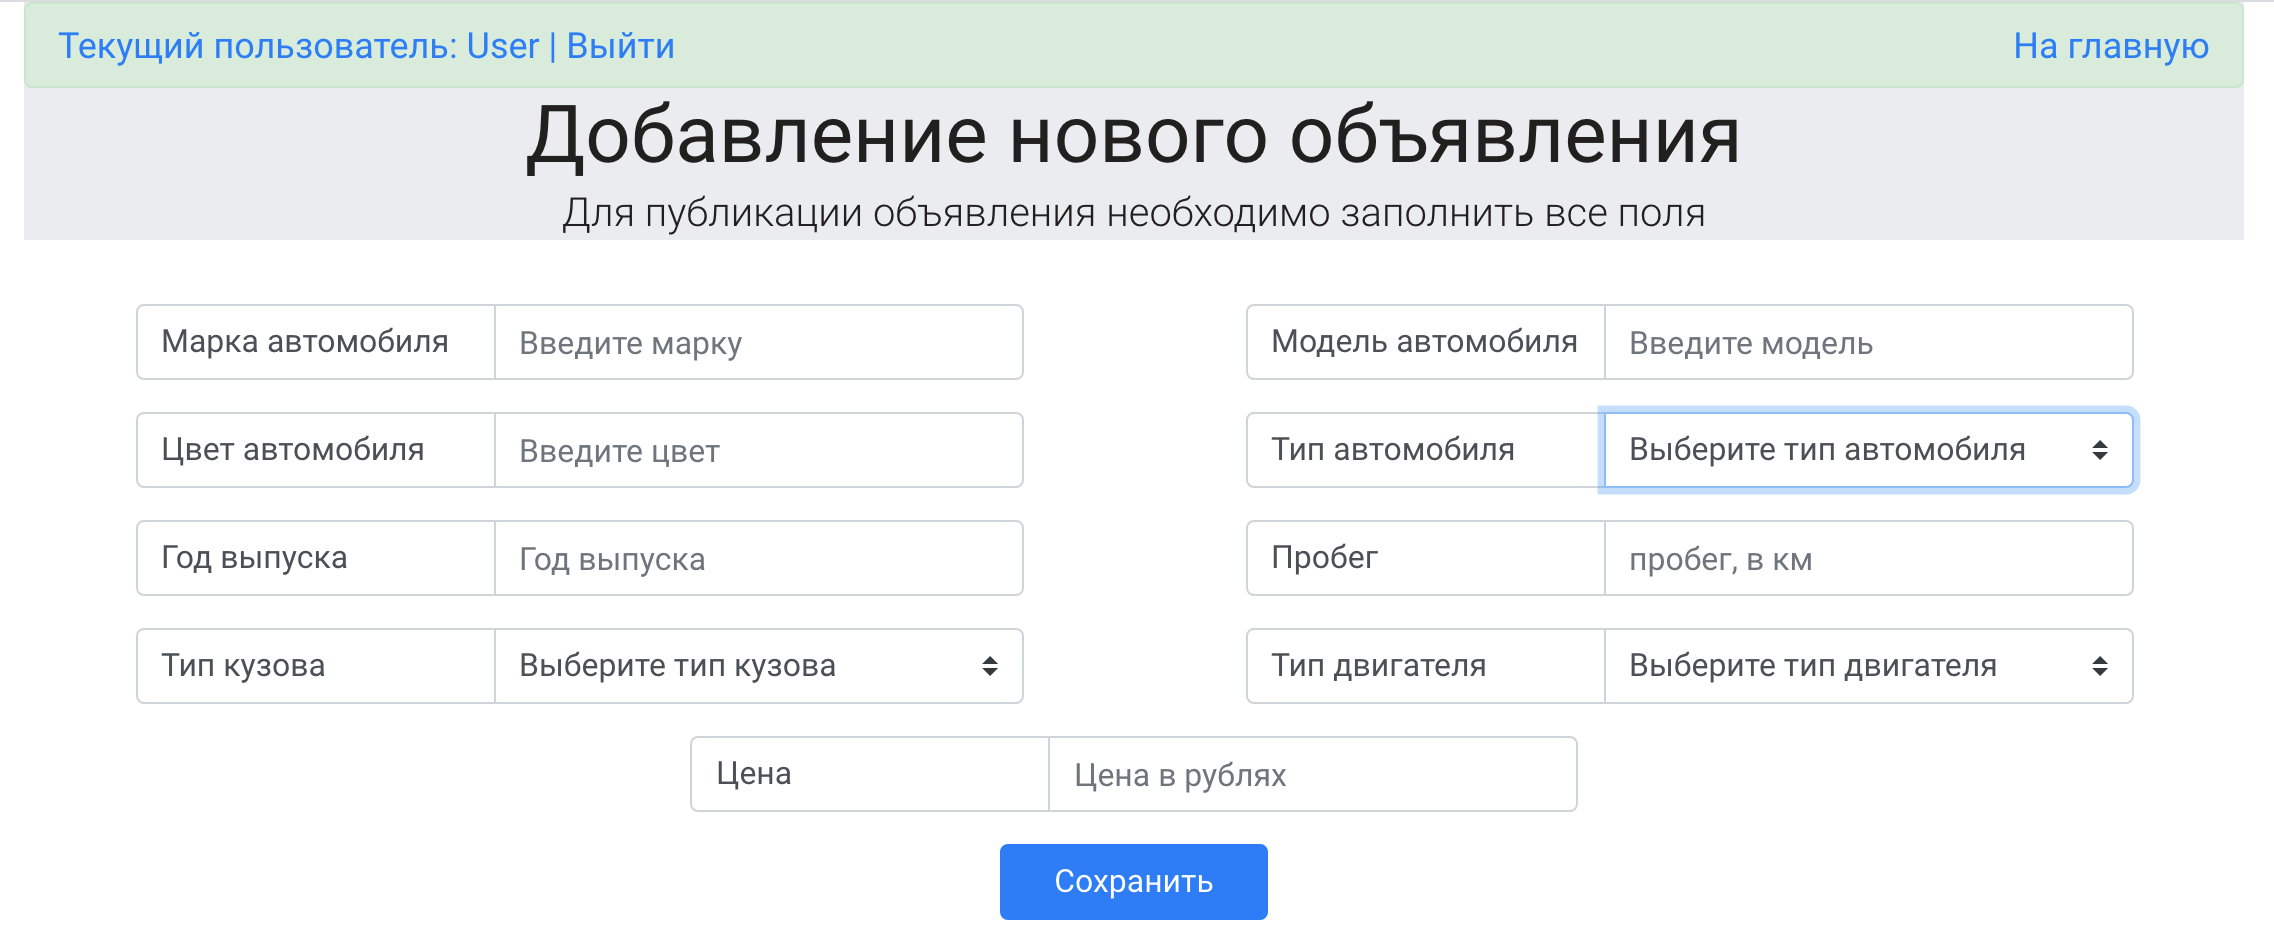 Текущий пользователь: User | Выйти На главную
Добавление нового объявления
Для публикации объявления необходимо заполнить все поля
Марка автомобиля Введите марку Модель автомобиля Введите модель
Цвет автомобиля Введите цвет Тип автомобиля Выберите тип автомобиля
Год выпуска Год выпуска Пробег пробег, в км
Тип кузова Выберите тип кузова Тип двигателя Выберите тип двигателя
Цена Цена в рублях
Сохранить